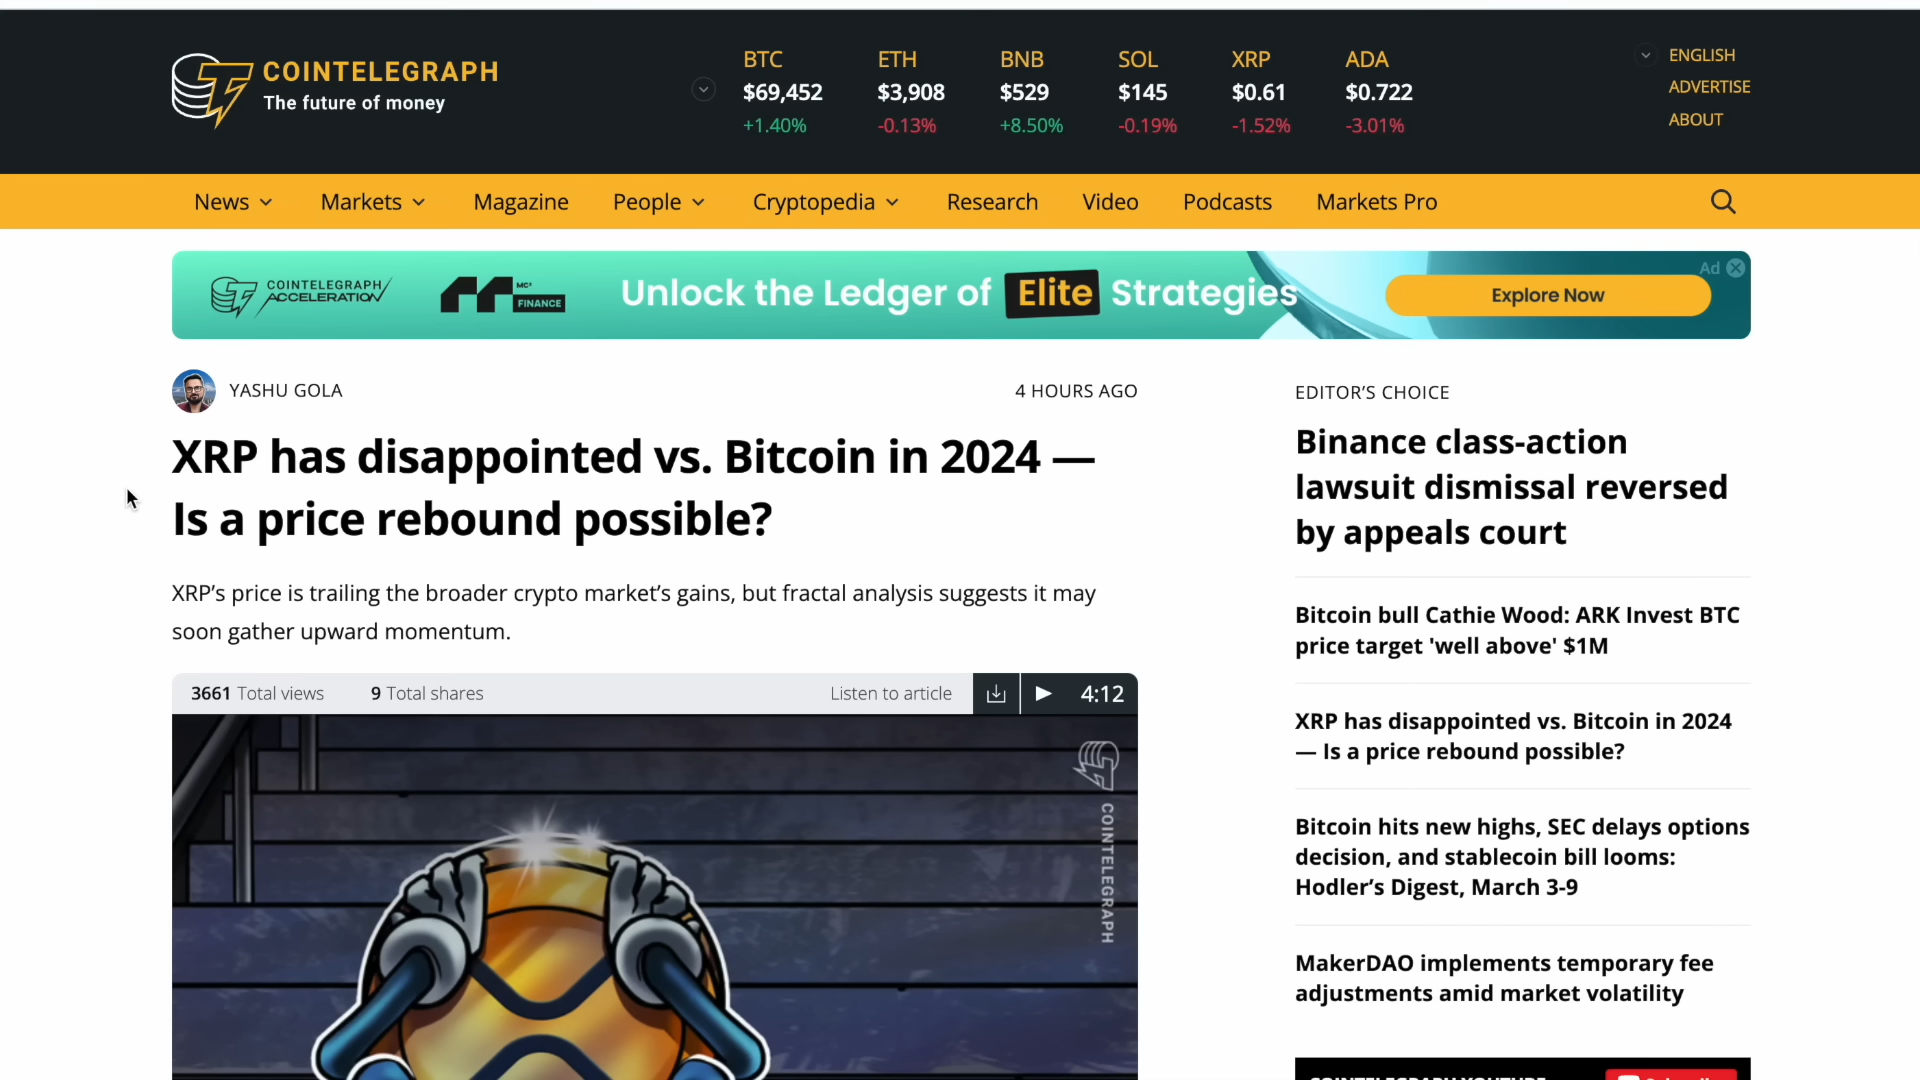 COINTELEGRAPH
The future of money
BTC ETH BNB SOL XRP ADA
$69,452 $3,908 $529 $145 $0.61 $0.722
+1.40% -0.13% +8.50% -0.19% -1.52% -3.01%
ENGLISH
ADVERTISE
ABOUT
News Markets Magazine People Cryptopedia Research Video Podcasts Markets Pro
COINTELEGRAPH
ACCELERATION
MC²
FINANCE
Unlock the Ledger of Elite Strategies
Explore Now
Ad
YASHU GOLA
4 HOURS AGO
XRP has disappointed vs. Bitcoin in 2024 —
Is a price rebound possible?
XRP’s price is trailing the broader crypto market’s gains, but fractal analysis suggests it may
soon gather upward momentum.
3661 Total views 9 Total shares Listen to article 4:12
COINTELEGRAPH
EDITOR’S CHOICE
Binance class-action
lawsuit dismissal reversed
by appeals court
Bitcoin bull Cathie Wood: ARK Invest BTC
price target 'well above' $1M
XRP has disappointed vs. Bitcoin in 2024
— Is a price rebound possible?
Bitcoin hits new highs, SEC delays options
decision, and stablecoin bill looms:
Hodler’s Digest, March 3-9
MakerDAO implements temporary fee
adjustments amid market volatility
COINTELEGRAPH YOUTUBE